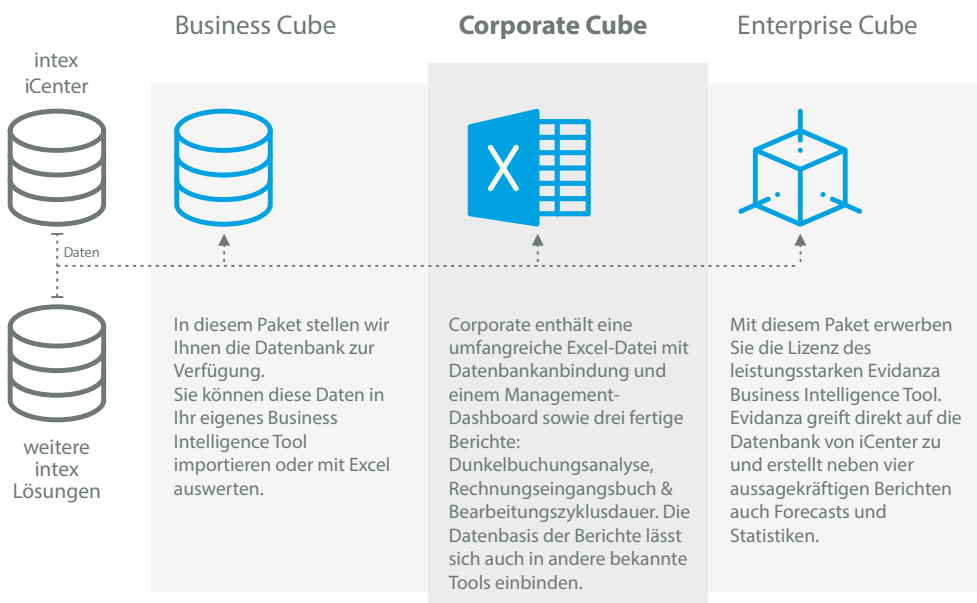 Business Cube
Corporate Cube
Enterprise Cube
intex
iCenter
X
Daten
weitere
intex
Lösungen
In diesem Paket stellen wir
Ihnen die Datenbank zur
Verfügung.
Sie können diese Daten in
Ihr eigenes Business
Intelligence Tool
importieren oder mit Excel
auswerten.
Corporate enthält eine
umfangreiche Excel-Datei mit
Datenbankanbindung und
einem Management-
Dashboard sowie drei fertige
Berichte:
Dunkelbuchungsanalyse,
Rechnungseingangsbuch &
Bearbeitungszyklusdauer. Die
Datenbasis der Berichte lässt
sich auch in andere bekannte
Tools einbinden.
Mit diesem Paket erwerben
Sie die Lizenz des
leistungsstarken Evidanza
Business Intelligence Tool.
Evidanza greift direkt auf die
Datenbank von iCenter zu
und erstellt neben vier
aussagekräftigen Berichten
auch Forecasts und
Statistiken.